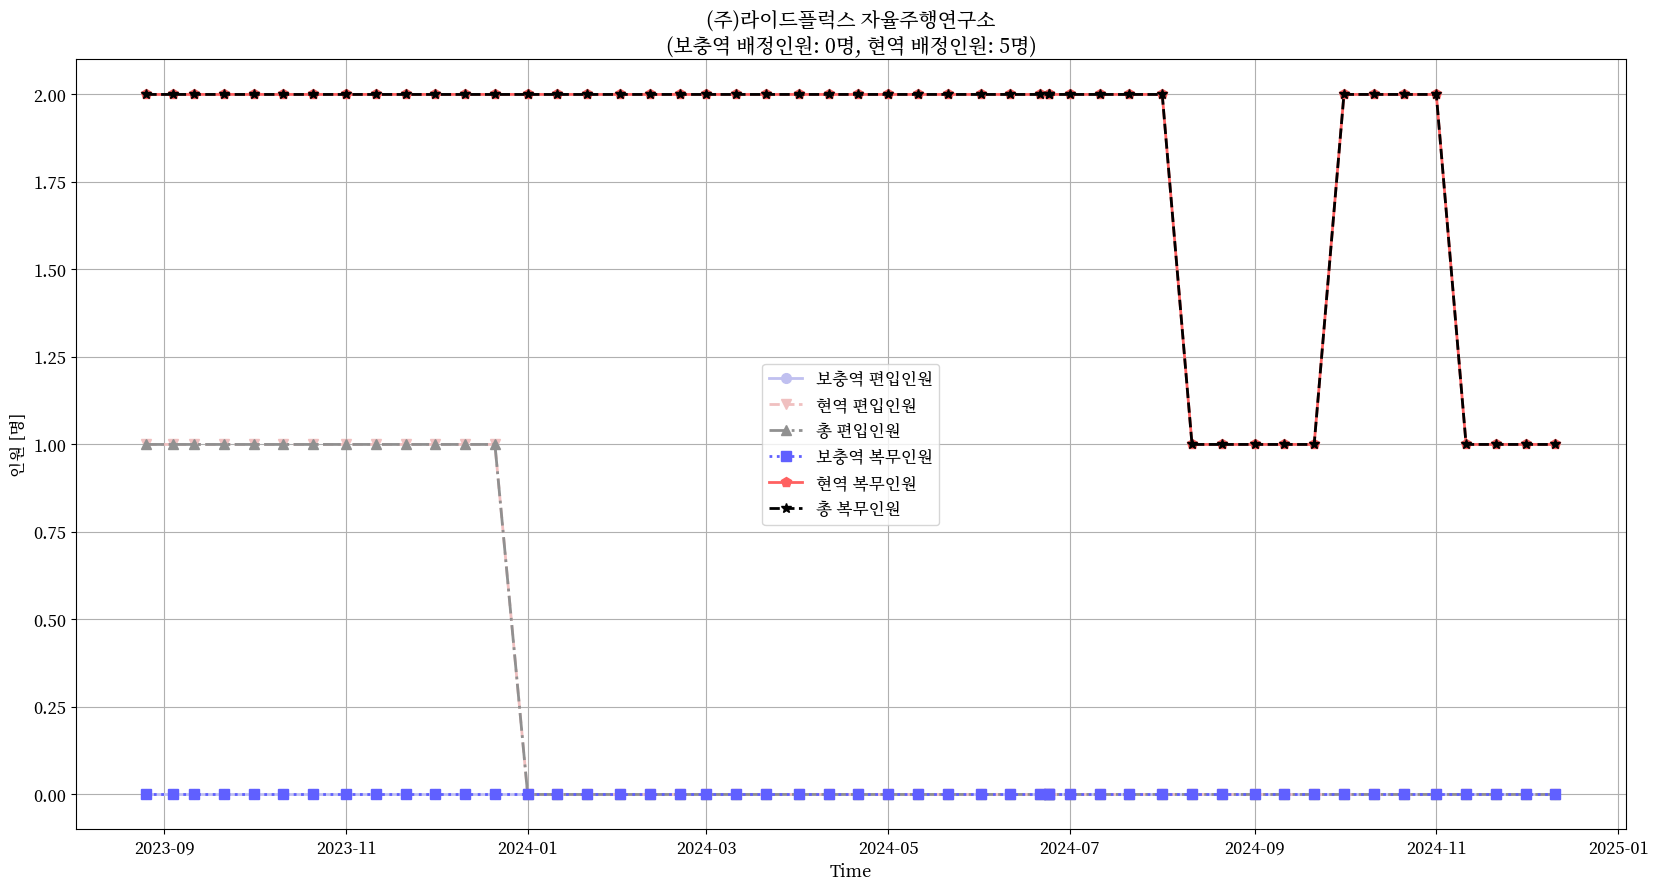 (주)라이드플럭스 자율주행연구소
(보충역 배정인원: 0명, 현역 배정인원: 5명)
인원 [명]
2.00
1.75
1.50
1.25
1.00
0.75
0.50
0.25
0.00
보충역 편입인원
현역 편입인원
총 편입인원
보충역 복무인원
현역 복무인원
총 복무인원
2023-09
2023-11
2024-01
2024-03
2024-05
2024-07
2024-09
2024-11
2025-01
Time